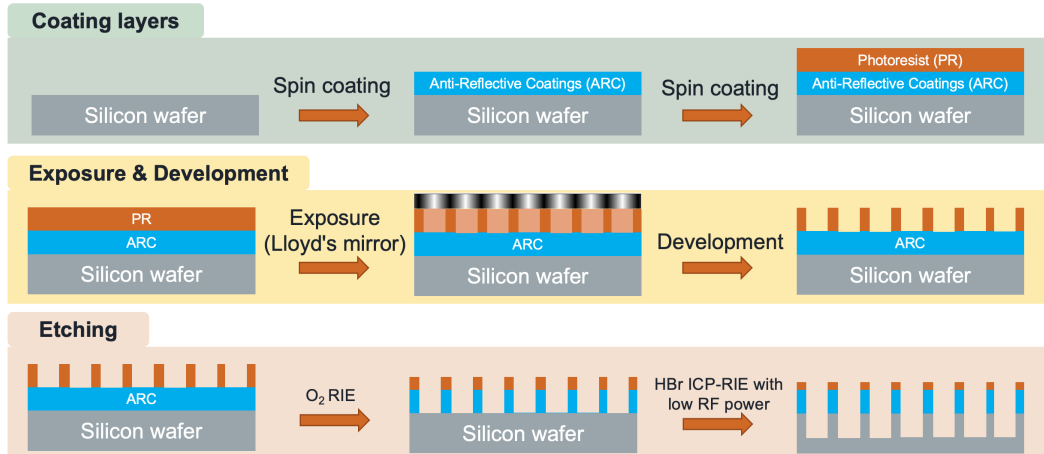 Coating layers
Silicon wafer
Spin coating
Anti-Reflective Coatings (ARC)
Silicon wafer
Spin coating
Photoresist (PR)
Anti-Reflective Coatings (ARC)
Silicon wafer
Exposure & Development
PR
ARC
Silicon wafer
Exposure
(Lloyd's mirror)
ARC
Silicon wafer
Development
ARC
Silicon wafer
Etching
ARC
Silicon wafer
O₂ RIE
Silicon wafer
HBr ICP-RIE with
low RF power